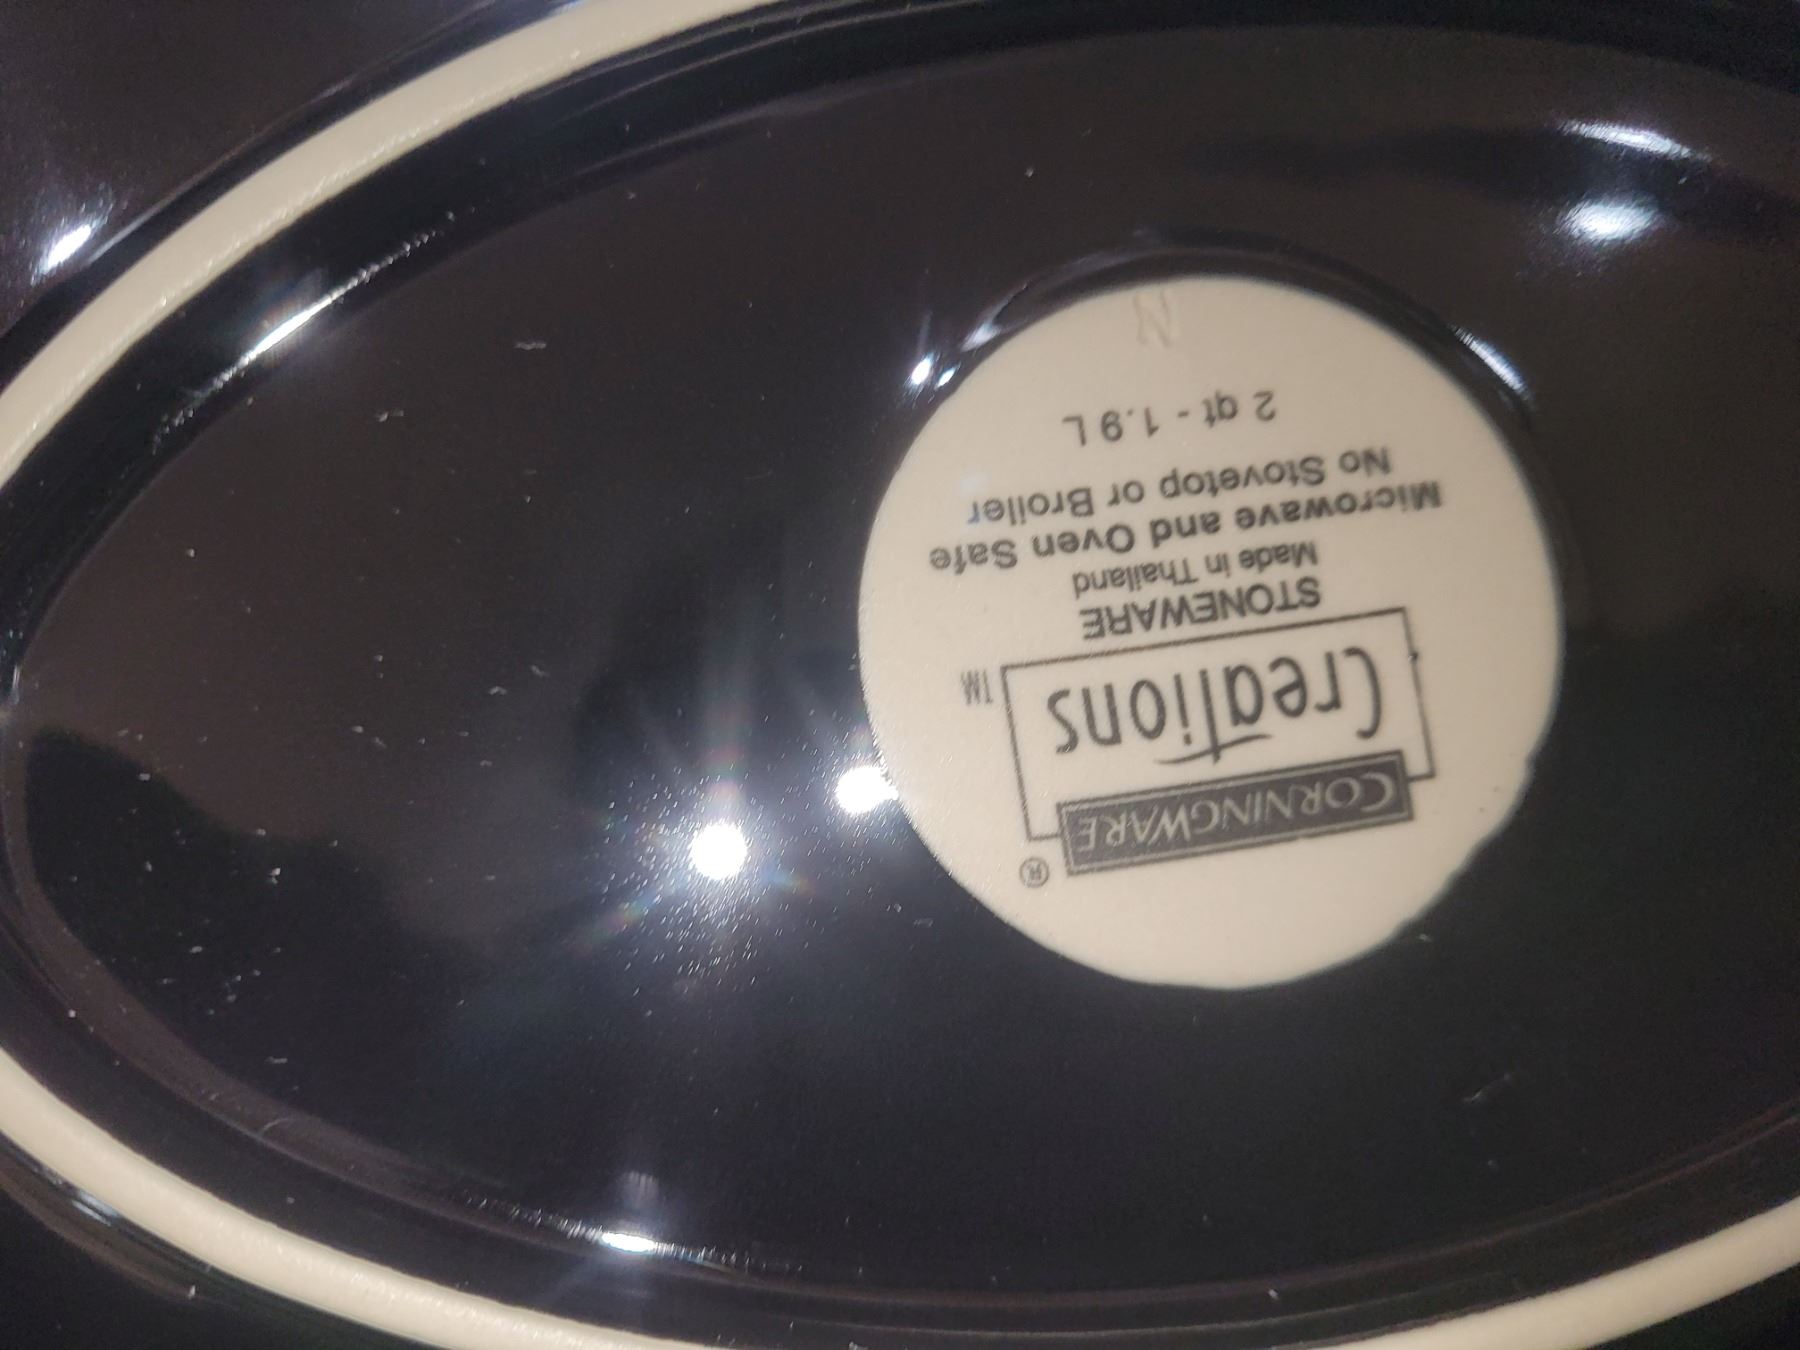 CORNINGWARE ®
Creations ™
STONEWARE
Made in Thailand
Microwave and Oven Safe
No Stovetop or Broiler
2 qt - 1.9 L
N